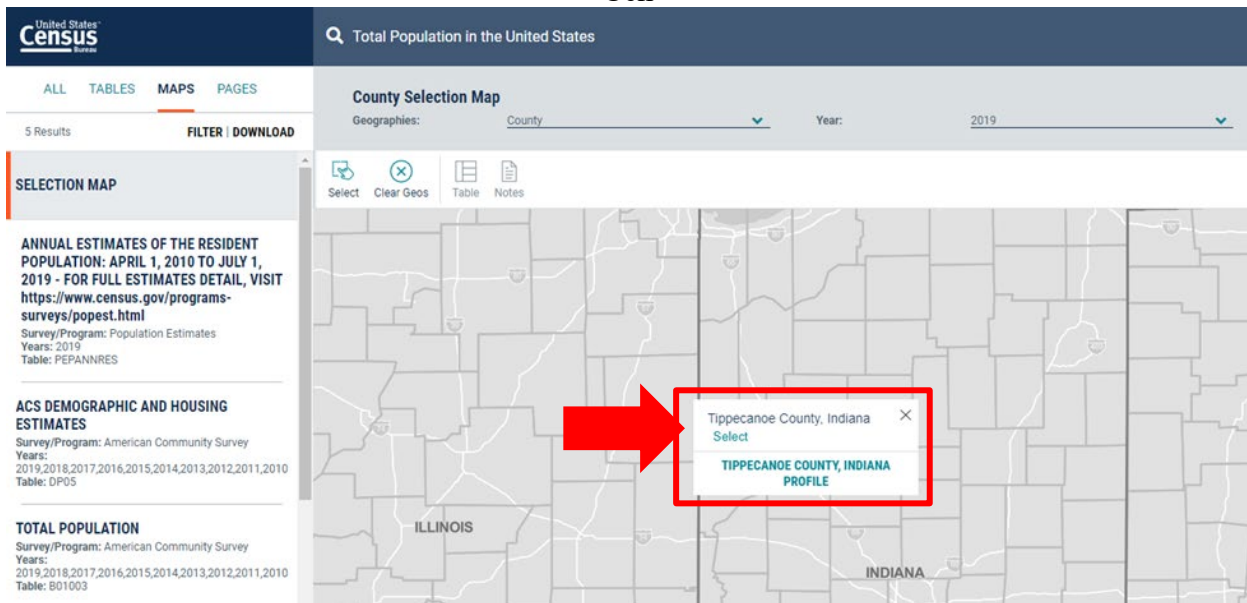 United States®
Census
Bureau
Total Population in the United States
ALL TABLES MAPS PAGES
5 Results FILTER | DOWNLOAD
County Selection Map
Geographies: County Year: 2019
SELECTION MAP
Select Clear Geos Table Notes
ANNUAL ESTIMATES OF THE RESIDENT
POPULATION: APRIL 1, 2010 TO JULY 1,
2019 - FOR FULL ESTIMATES DETAIL, VISIT
https://www.census.gov/programs-
surveys/popest.html
Survey/Program: Population Estimates
Years: 2019
Table: PEPANNRES
ACS DEMOGRAPHIC AND HOUSING
ESTIMATES
Survey/Program: American Community Survey
Years:
2019,2018,2017,2016,2015,2014,2013,2012,2011,2010
Table: DP05
TOTAL POPULATION
Survey/Program: American Community Survey
Years:
2019,2018,2017,2016,2015,2014,2013,2012,2011,2010
Table: B01003
Tippecanoe County, Indiana
Select
TIPPECANOE COUNTY, INDIANA
PROFILE
ILLINOIS
INDIANA